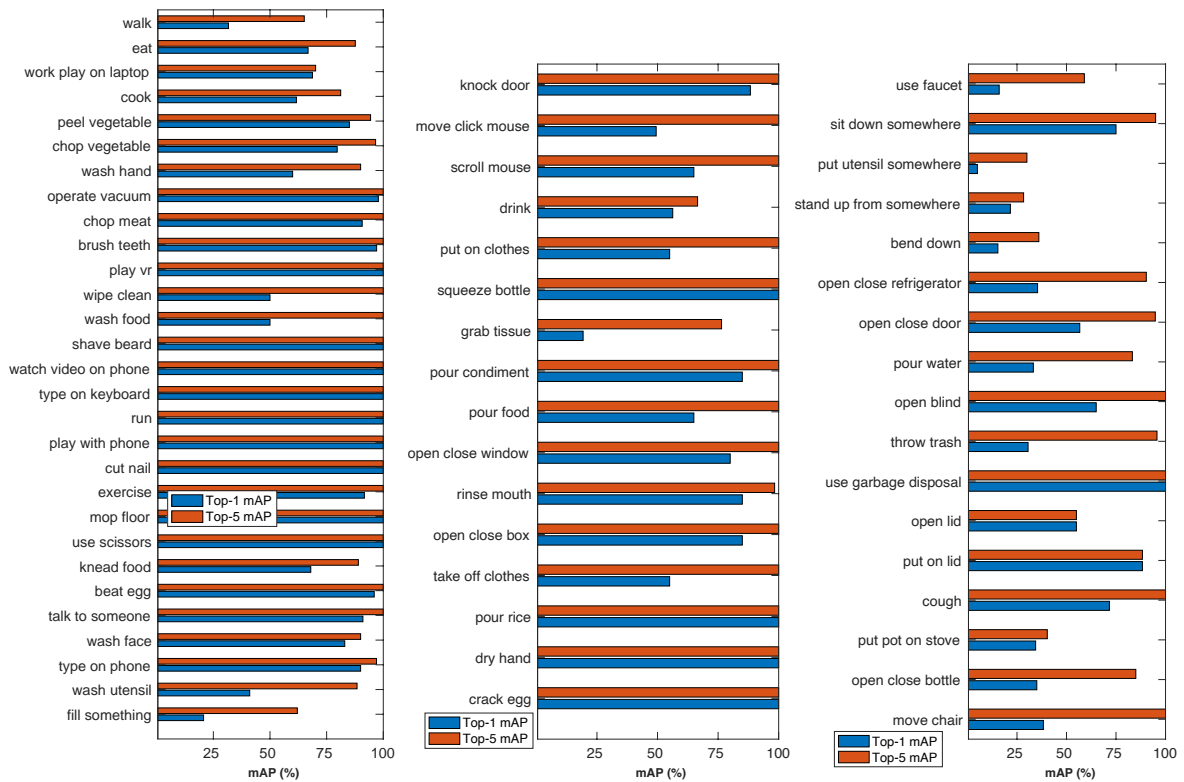 walk
eat
work play on laptop
cook
peel vegetable
chop vegetable
wash hand
operate vacuum
chop meat
brush teeth
play vr
wipe clean
wash food
shave beard
watch video on phone
type on keyboard
run
play with phone
cut nail
exercise
mop floor
use scissors
knead food
beat egg
talk to someone
wash face
type on phone
wash utensil
fill something
Top-1 mAP
Top-5 mAP
25 50 75 100
mAP (%)
knock door
move click mouse
scroll mouse
drink
put on clothes
squeeze bottle
grab tissue
pour condiment
pour food
open close window
rinse mouth
open close box
take off clothes
pour rice
dry hand
crack egg
Top-1 mAP
Top-5 mAP
25 50 75 100
mAP (%)
use faucet
sit down somewhere
put utensil somewhere
stand up from somewhere
bend down
open close refrigerator
open close door
pour water
open blind
throw trash
use garbage disposal
open lid
put on lid
cough
put pot on stove
open close bottle
move chair
Top-1 mAP
Top-5 mAP
25 50 75 100
mAP (%)